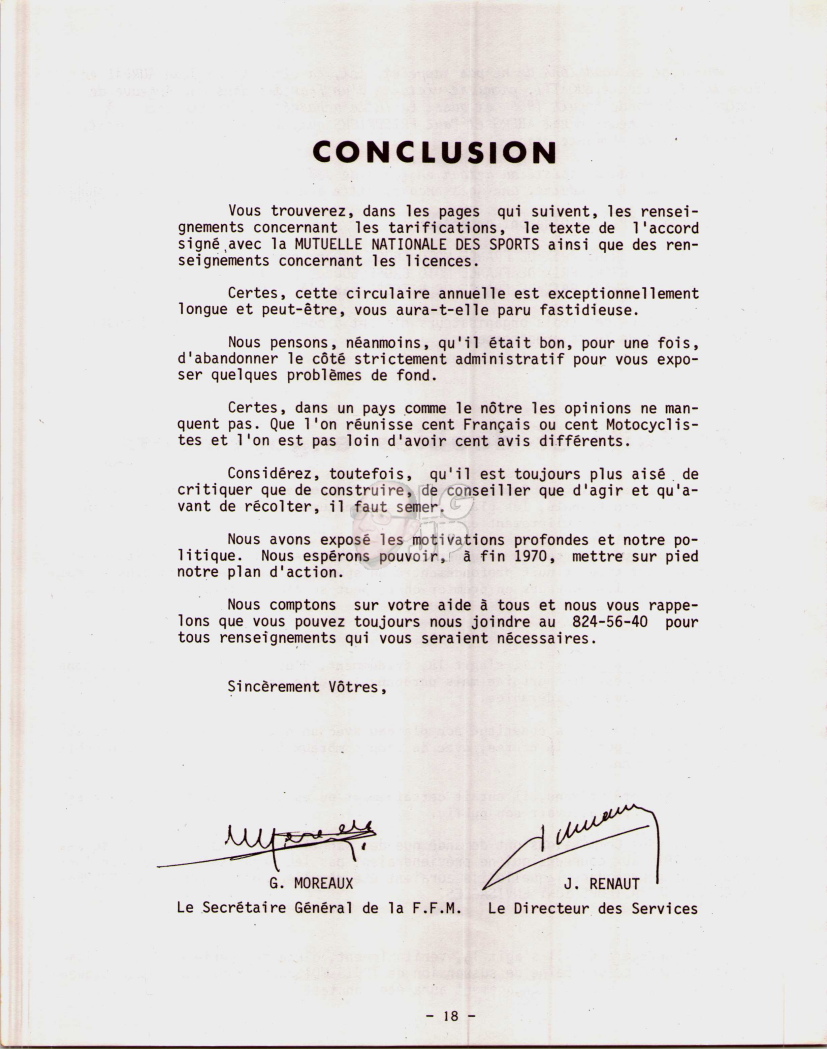 CONCLUSION
Vous trouverez, dans les pages qui suivent, les rensei-
gnements concernant les tarifications, le texte de l'accord
signé avec la MUTUELLE NATIONALE DES SPORTS ainsi que des ren-
seignements concernant les licences.
Certes, cette circulaire annuelle est exceptionnellement
longue et peut-être, vous aura-t-elle paru fastidieuse.
Nous pensons, néanmoins, qu'il était bon, pour une fois,
d'abandonner le côté strictement administratif pour vous expo-
ser quelques problèmes de fond.
Certes, dans un pays comme le nôtre les opinions ne man-
quent pas. Que l'on réunisse cent Français ou cent Motocyclis-
tes et l'on est pas loin d'avoir cent avis différents.
Considérez, toutefois, qu'il est toujours plus aisé de
critiquer que de construire, de conseiller que d'agir et qu'a-
vant de récolter, il faut semer.
Nous avons exposé les motivations profondes et notre po-
litique. Nous espérons pouvoir, à fin 1970, mettre sur pied
notre plan d'action.
Nous comptons sur votre aide à tous et nous vous rappe-
lons que vous pouvez toujours nous joindre au 824-56-40 pour
tous renseignements qui vous seraient nécessaires.
Sincèrement Vôtres,
G. MOREAUX J. RENAUT
Le Secrétaire Général de la F.F.M. Le Directeur des Services
- 18 -